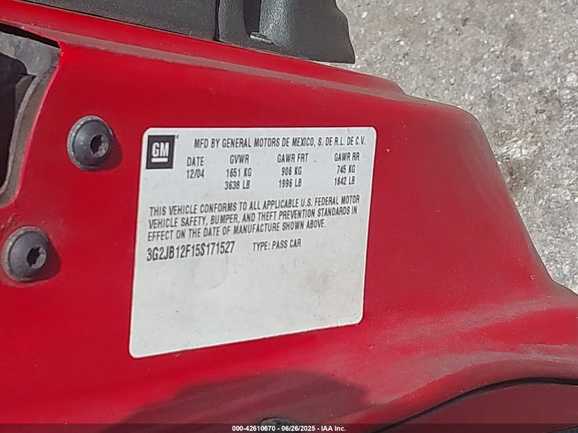 GM
MFD BY GENERAL MOTORS DE MEXICO, S. DE R.L. DE C.V.
DATE GVWR GAWR FRT GAWR RR
12/04 1651 KG 906 KG 745 KG
3638 LB 1996 LB 1642 LB
THIS VEHICLE CONFORMS TO ALL APPLICABLE U.S. FEDERAL MOTOR
VEHICLE SAFETY, BUMPER, AND THEFT PREVENTION STANDARDS IN
EFFECT ON THE DATE OF MANUFACTURE SHOWN ABOVE.
3G2JB12F15S171527 TYPE: PASS CAR
000-42610670 - 06/26/2025 - IAA Inc.